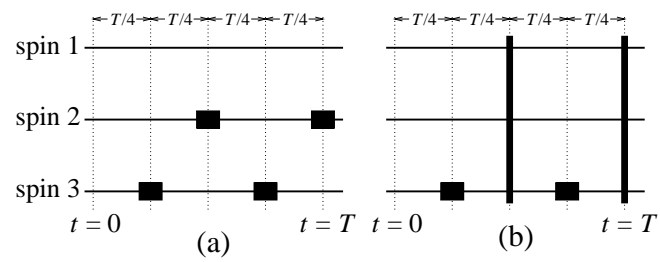 T/4 T/4 T/4 T/4 T/4 T/4 T/4 T/4
spin 1
spin 2
spin 3
t = 0 t = T t = 0 t = T
(a) (b)